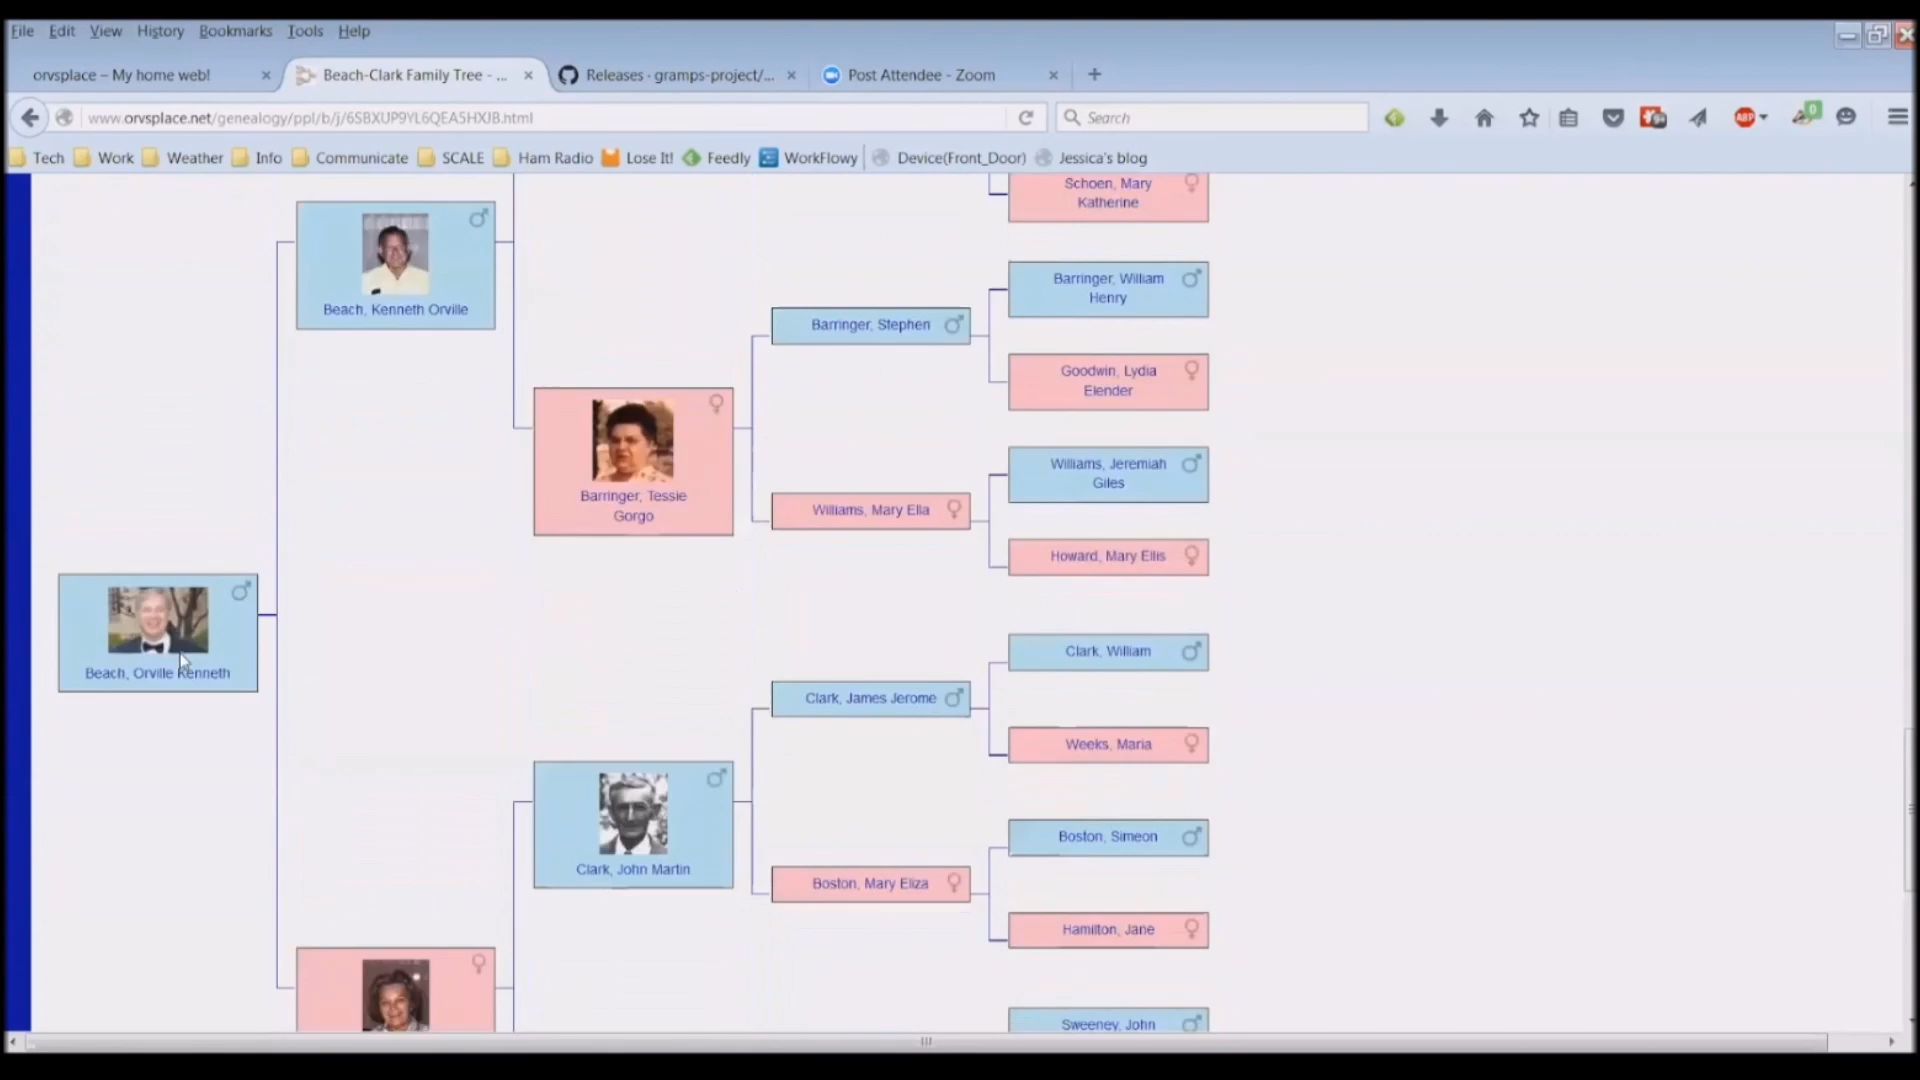 File Edit View History Bookmarks Tools Help
orvsplace – My home web! Beach-Clark Family Tree - ... Releases · gramps-project/... Post Attendee - Zoom
www.orvsplace.net/genealogy/ppl/b/j/6SBXUP9YL6QEA5HXJB.html Search ABP 0
Tech Work Weather Info Communicate SCALE Ham Radio Lose It! Feedly WorkFlowy Device(Front_Door) Jessica's blog
Schoen, Mary
Katherine
Beach, Kenneth Orville
Barringer, William
Henry
Barringer, Stephen
Goodwin, Lydia
Elender
Barringer, Tessie
Gorgo
Williams, Jeremiah
Giles
Williams, Mary Ella
Howard, Mary Ellis
Beach, Orville Kenneth
Clark, William
Clark, James Jerome
Weeks, Maria
Clark, John Martin
Boston, Simeon
Boston, Mary Eliza
Hamilton, Jane
Sweeney, John